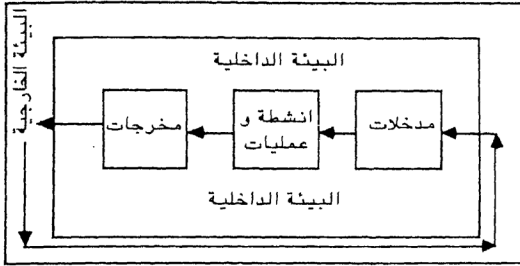 البيئة الخارجية
البيئة الداخلية
مدخلات
انشطة و
عمليات
مخرجات
البيئة الداخلية